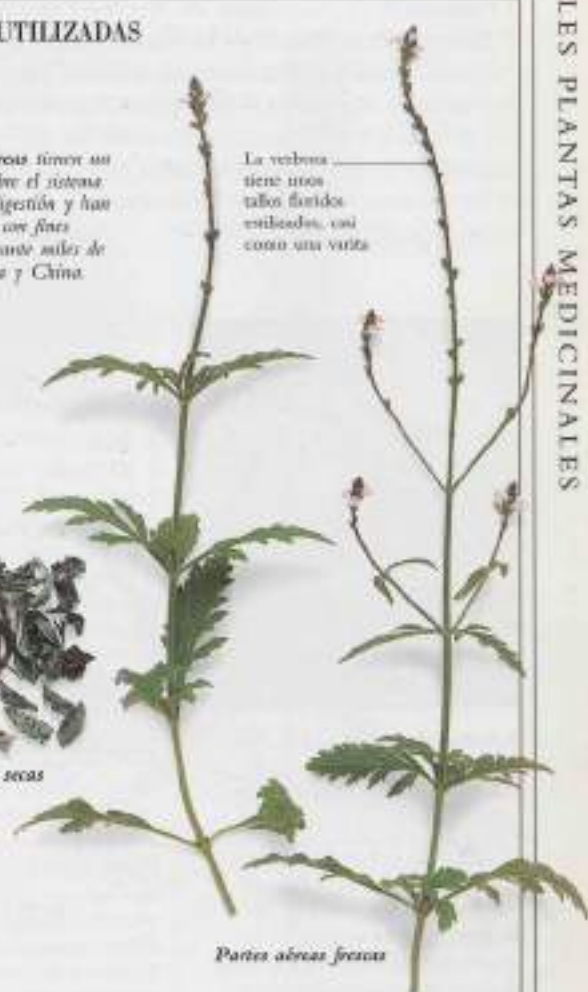 UTILIZADAS
tienen un
el sistema
digestión y han
con fines
miles de
y China.
La verbena
tiene unos
tallos floridos
estilizados, casi
como una varita
secas
Partes aéreas frescas
LES PLANTAS MEDICINALES